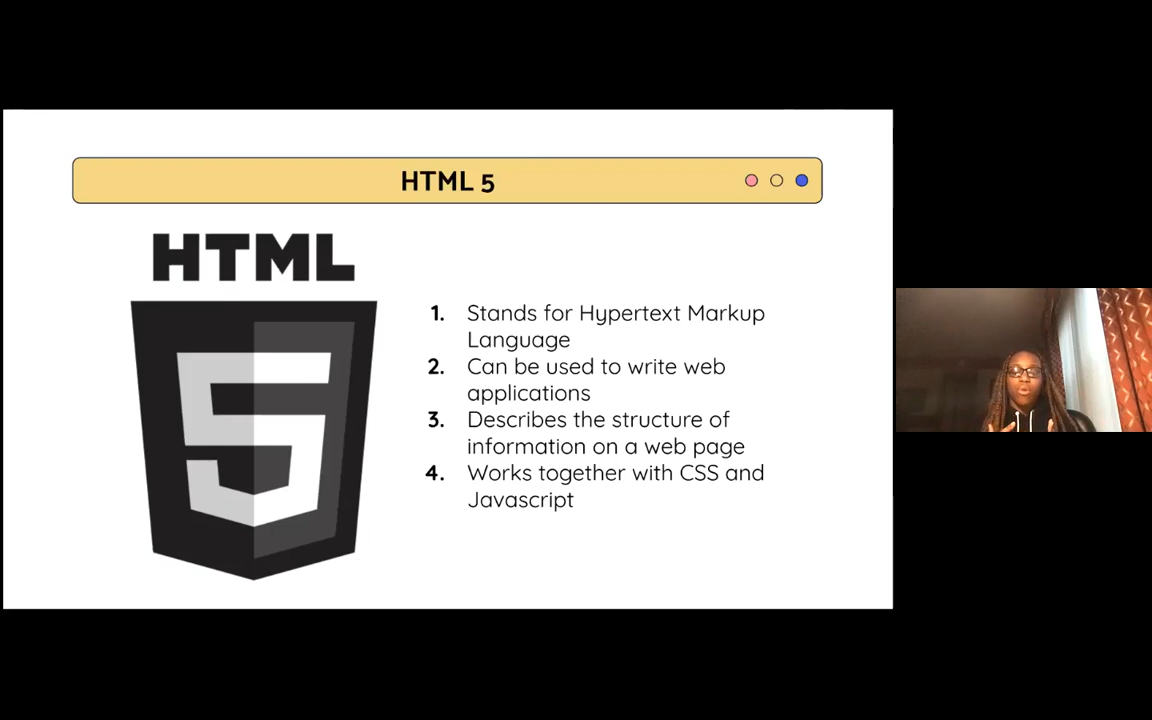 HTML 5
HTML
5
1. Stands for Hypertext Markup
Language
2. Can be used to write web
applications
3. Describes the structure of
information on a web page
4. Works together with CSS and
Javascript